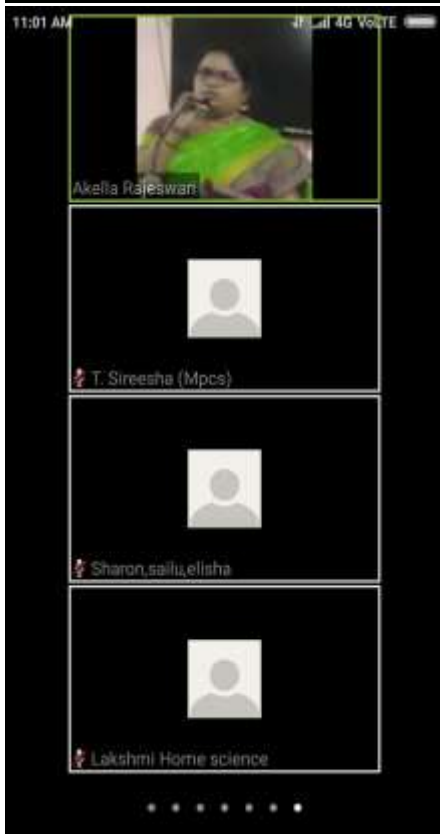 11:01 AM 4G VoLTE
Akella Rajeswari
T. Sireesha (Mpcs)
Sharon,sailu,elisha
Lakshmi Home science